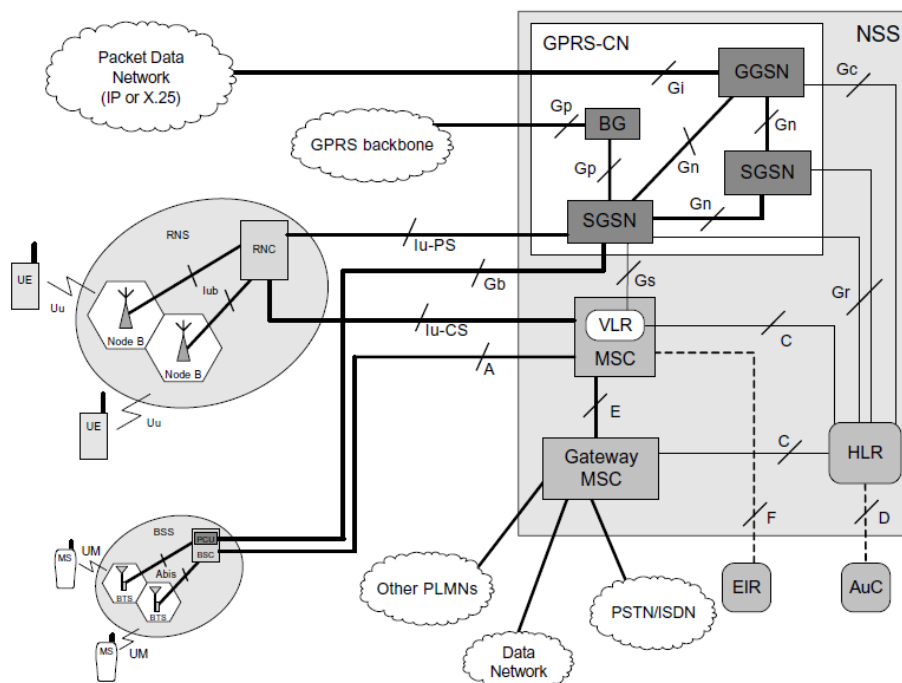 NSS
GPRS-CN
Packet Data
Network
(IP or X.25)
GGSN
Gc
Gi
Gp
BG
Gn
GPRS backbone
Gp
Gn
SGSN
Gn
SGSN
RNS
RNC
Iu-PS
UE
Iub
Gb
Gs
Gr
Uu
Node B
Iu-CS
VLR
C
MSC
Node B
A
UE
Uu
E
Gateway
MSC
C
HLR
BSS
PCU
BSC
F
D
MS
UM
Abis
BTS
BTS
Other PLMNs
EIR
AuC
PSTN/ISDN
MS
UM
Data
Network